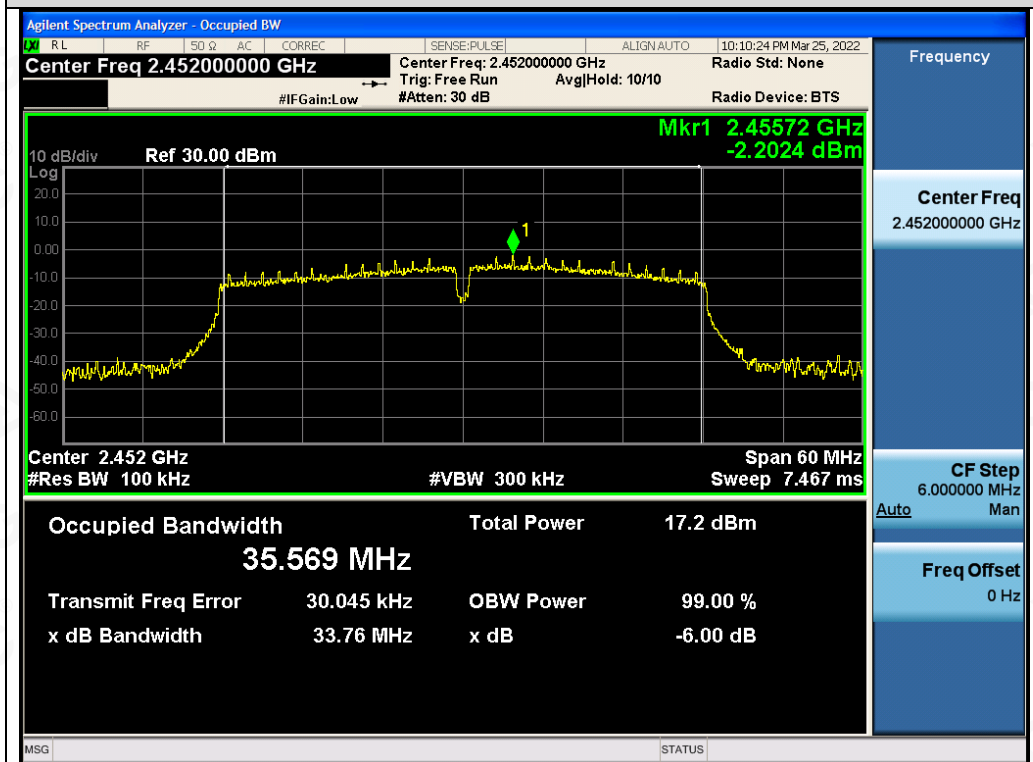 Agilent Spectrum Analyzer - Occupied BW
LXI RL RF 50 Ω AC CORREC SENSE:PULSE ALIGN AUTO 10:10:24 PM Mar 25, 2022
Center Freq 2.452000000 GHz
Center Freq: 2.452000000 GHz
Radio Std: None
Trig: Free Run Avg|Hold: 10/10
#IFGain:Low
#Atten: 30 dB
Radio Device: BTS
Mkr1 2.45572 GHz
-2.2024 dBm
10 dB/div Ref 30.00 dBm
Log
20.0
10.0
0.00
-10.0
-20.0
-30.0
-40.0
-50.0
-60.0
1
Center 2.452 GHz Span 60 MHz
#Res BW 100 kHz #VBW 300 kHz Sweep 7.467 ms
Occupied Bandwidth Total Power 17.2 dBm
35.569 MHz
Transmit Freq Error 30.045 kHz OBW Power 99.00 %
x dB Bandwidth 33.76 MHz x dB -6.00 dB
MSG STATUS
Frequency
Center Freq
2.452000000 GHz
CF Step
6.000000 MHz
Auto Man
Freq Offset
0 Hz